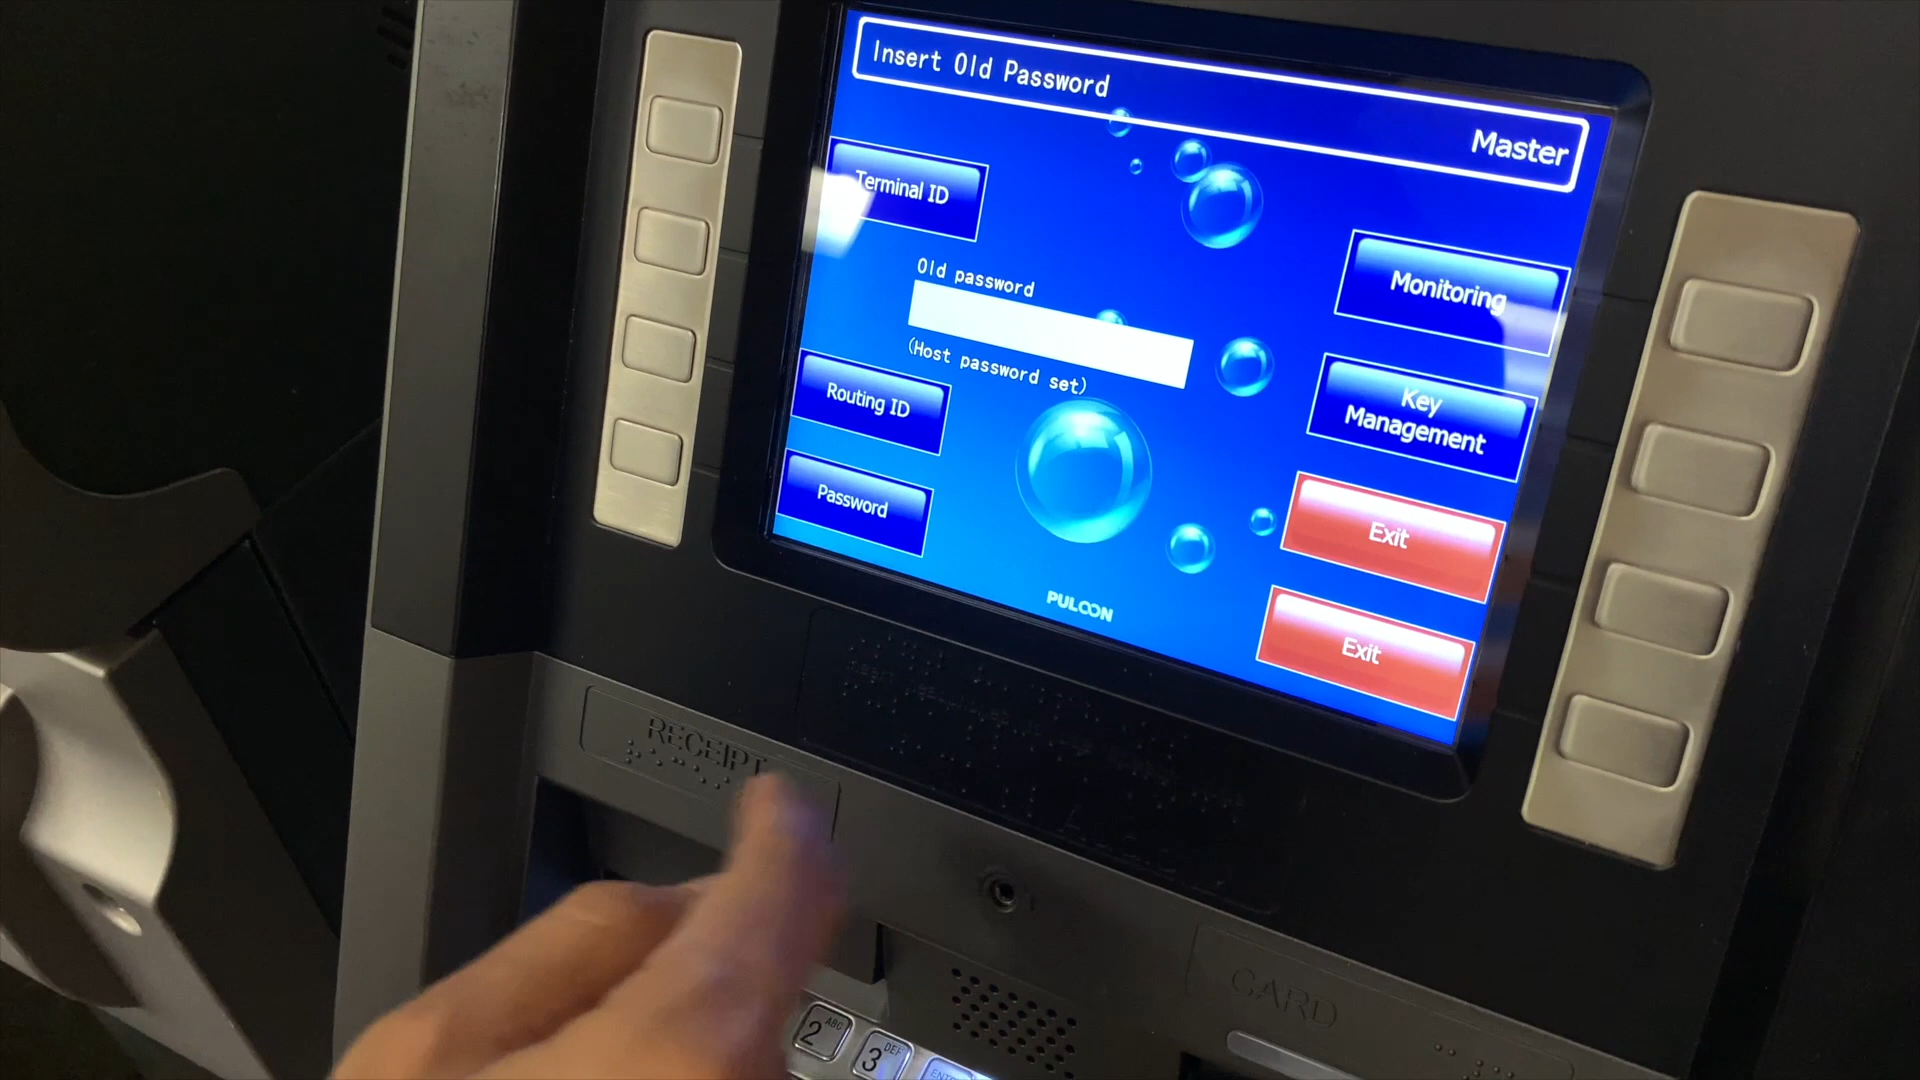 Insert Old Password
Master
Terminal ID
Monitoring
Old password
(Host password set)
Key
Management
Routing ID
Exit
Password
Exit
PULOON
RECEIPT
CARD
2 ABC
3 DEF